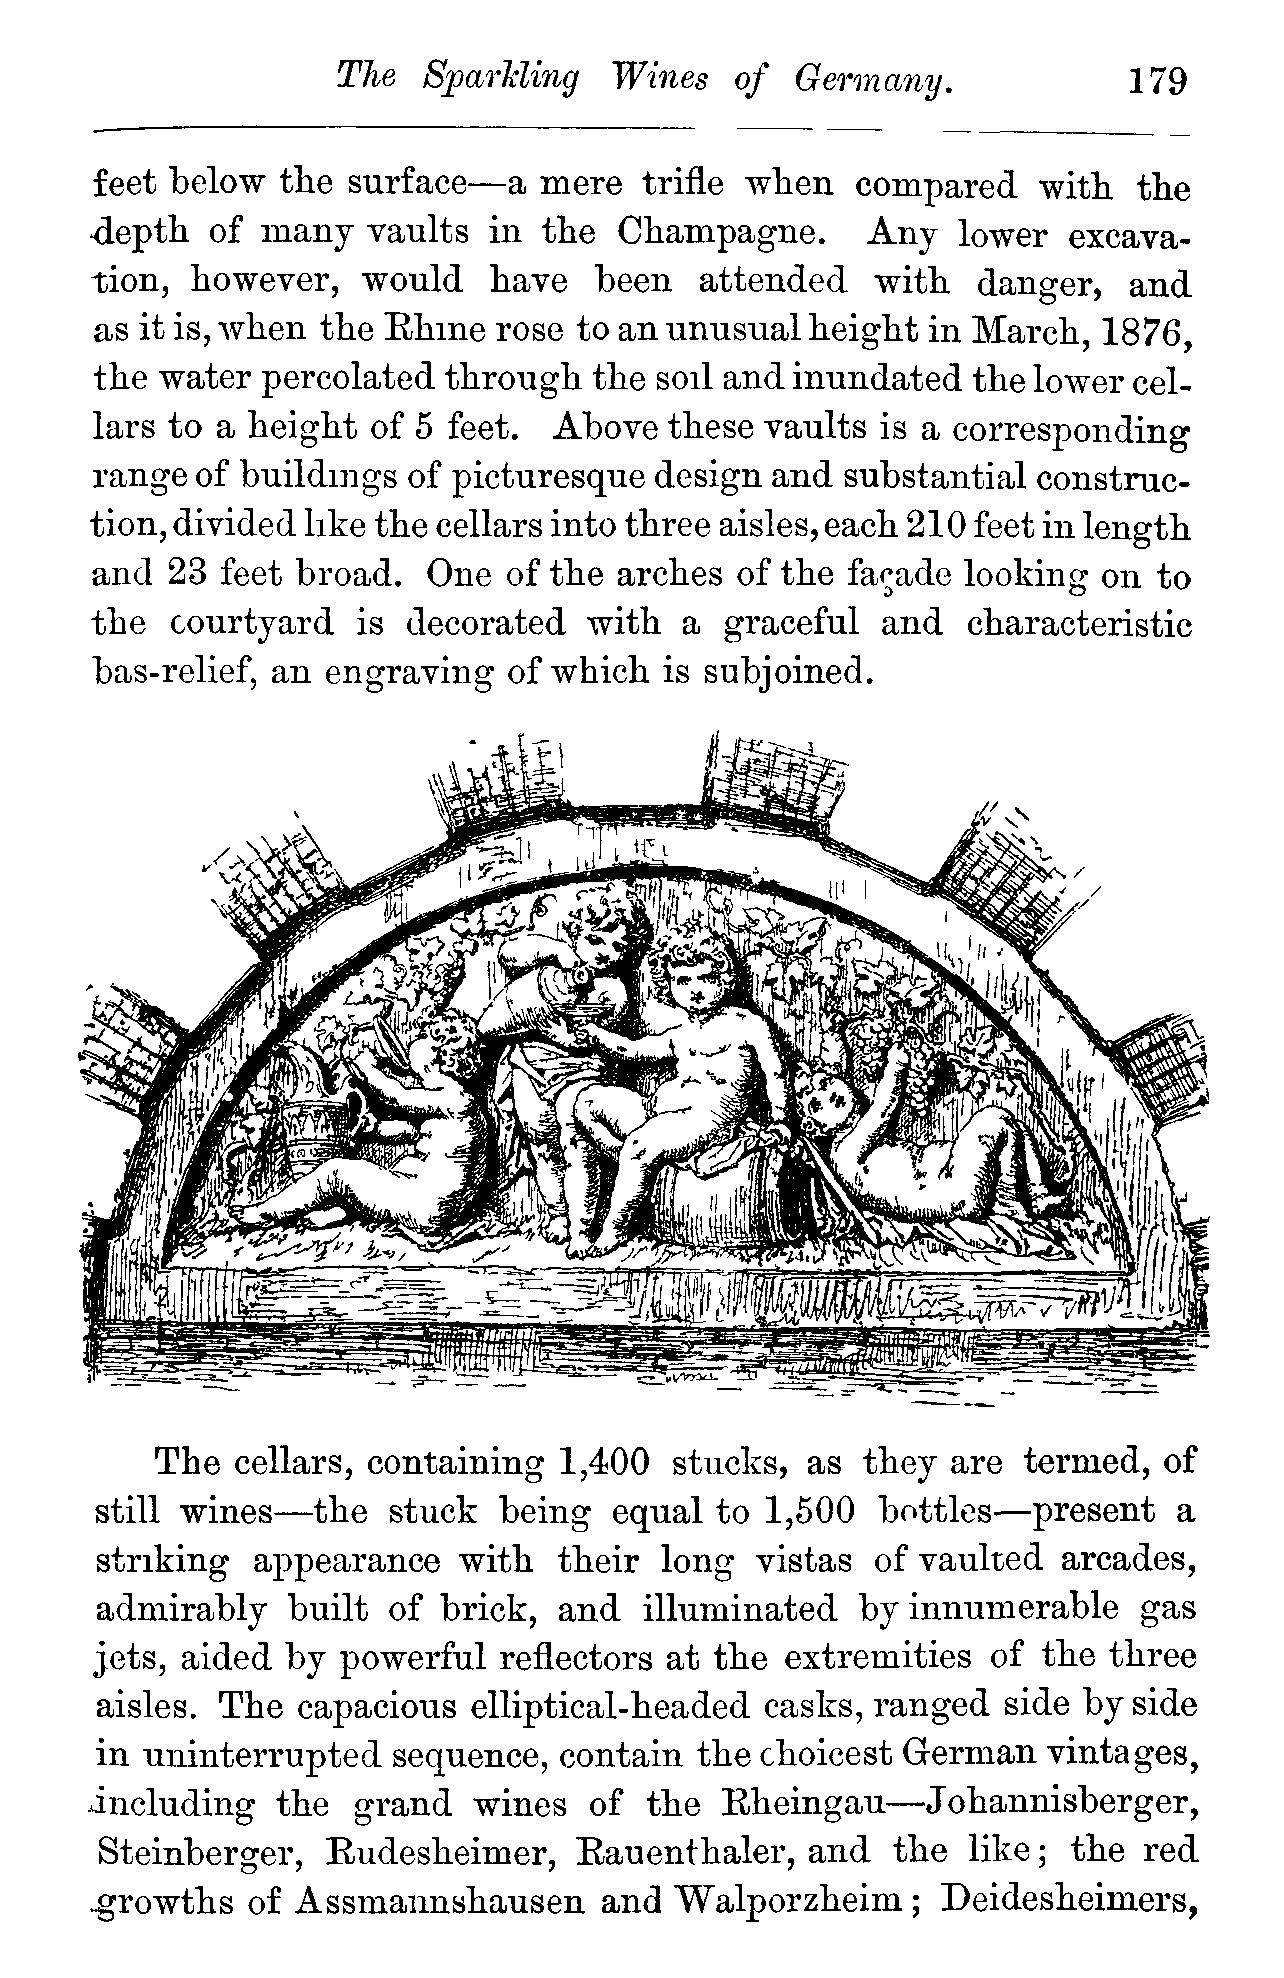 The Sparkling Wines of Germany. 179
feet below the surface—a mere trifle when compared with the
depth of many vaults in the Champagne. Any lower excava-
tion, however, would have been attended with danger, and
as it is, when the Rhine rose to an unusual height in March, 1876,
the water percolated through the soil and inundated the lower cel-
lars to a height of 5 feet. Above these vaults is a corresponding
range of buildings of picturesque design and substantial construc-
tion, divided like the cellars into three aisles, each 210 feet in length
and 23 feet broad. One of the arches of the façade looking on to
the courtyard is decorated with a graceful and characteristic
bas-relief, an engraving of which is subjoined.
The cellars, containing 1,400 stucks, as they are termed, of
still wines—the stuck being equal to 1,500 bottles—present a
striking appearance with their long vistas of vaulted arcades,
admirably built of brick, and illuminated by innumerable gas
jets, aided by powerful reflectors at the extremities of the three
aisles. The capacious elliptical-headed casks, ranged side by side
in uninterrupted sequence, contain the choicest German vintages,
including the grand wines of the Rheingau—Johannisberger,
Steinberger, Rudesheimer, Rauenthaler, and the like; the red
growths of Assmannshausen and Walporzheim; Deidesheimers,